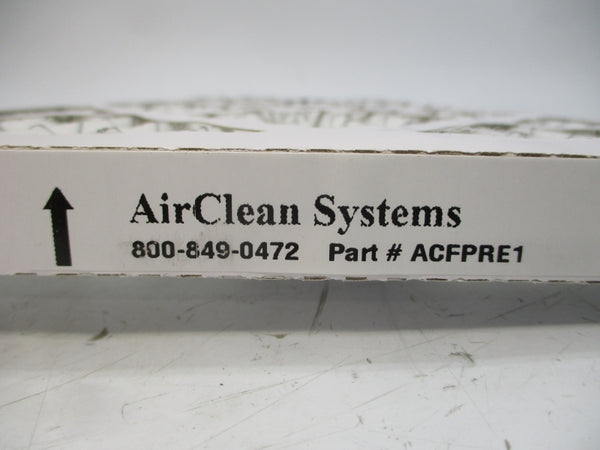 AirClean Systems
800-849-0472 Part # ACFPRE1